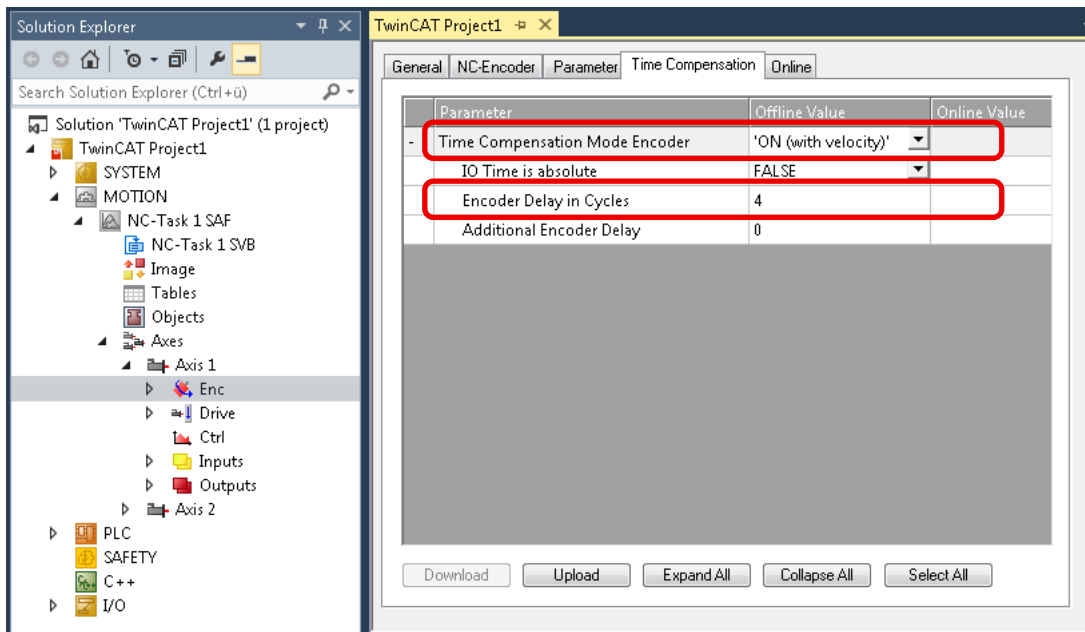 Solution Explorer
Search Solution Explorer (Ctrl+ü)
Solution 'TwinCAT Project1' (1 project)
TwinCAT Project1
SYSTEM
MOTION
NC-Task 1 SAF
NC-Task 1 SVB
Image
Tables
Objects
Axes
Axis 1
Enc
Drive
Ctrl
Inputs
Outputs
Axis 2
PLC
SAFETY
C++
I/O
TwinCAT Project1
General NC-Encoder Parameter Time Compensation Online
Parameter Offline Value Online Value
- Time Compensation Mode Encoder 'ON (with velocity)'
IO Time is absolute FALSE
Encoder Delay in Cycles 4
Additional Encoder Delay 0
Download Upload Expand All Collapse All Select All